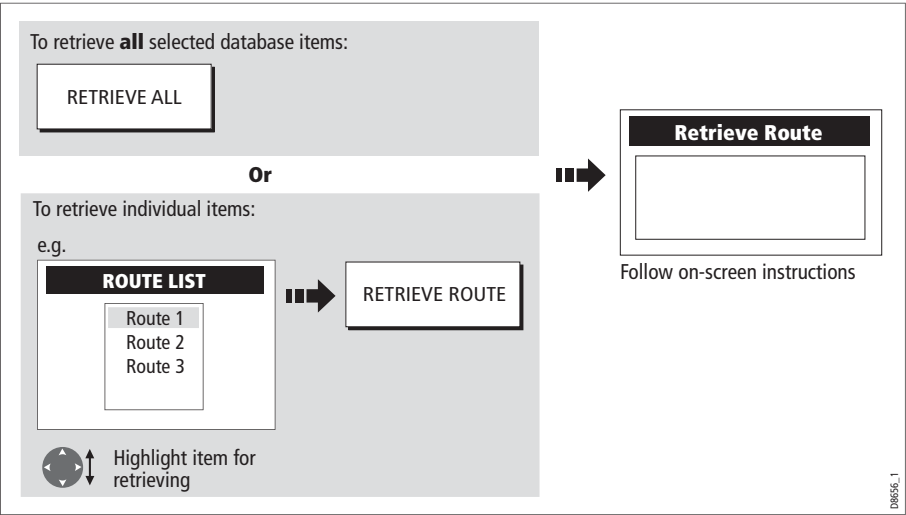 To retrieve all selected database items:
RETRIEVE ALL
Or
To retrieve individual items:
e.g.
ROUTE LIST
Route 1
Route 2
Route 3
RETRIEVE ROUTE
Highlight item for
retrieving
Retrieve Route
Follow on-screen instructions
D8656_1